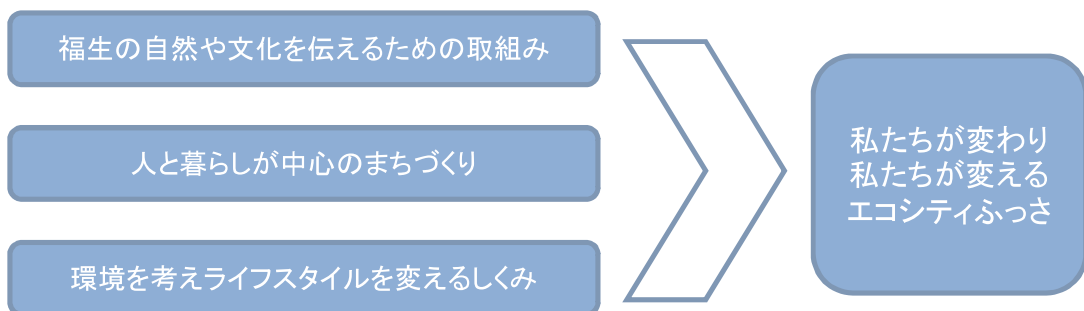 福生の自然や文化を伝えるための取組み
人と暮らしが中心のまちづくり
環境を考えライフスタイルを変えるしくみ
私たちが変わり
私たちが変える
エコシティふっさ